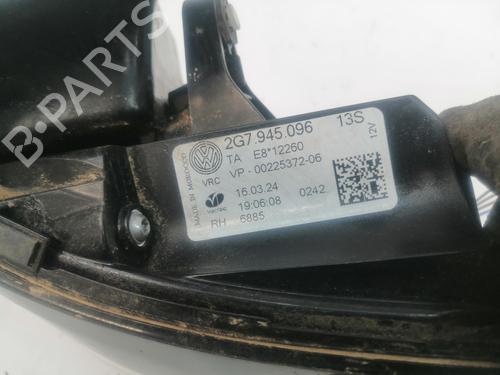 2G7.945.096 13S
TA E8*12260 12V
VRC VP - 00225372-06
16.03.24 0242
19:06:08
RH 6885
MADE IN MOROCCO
B-PARTS